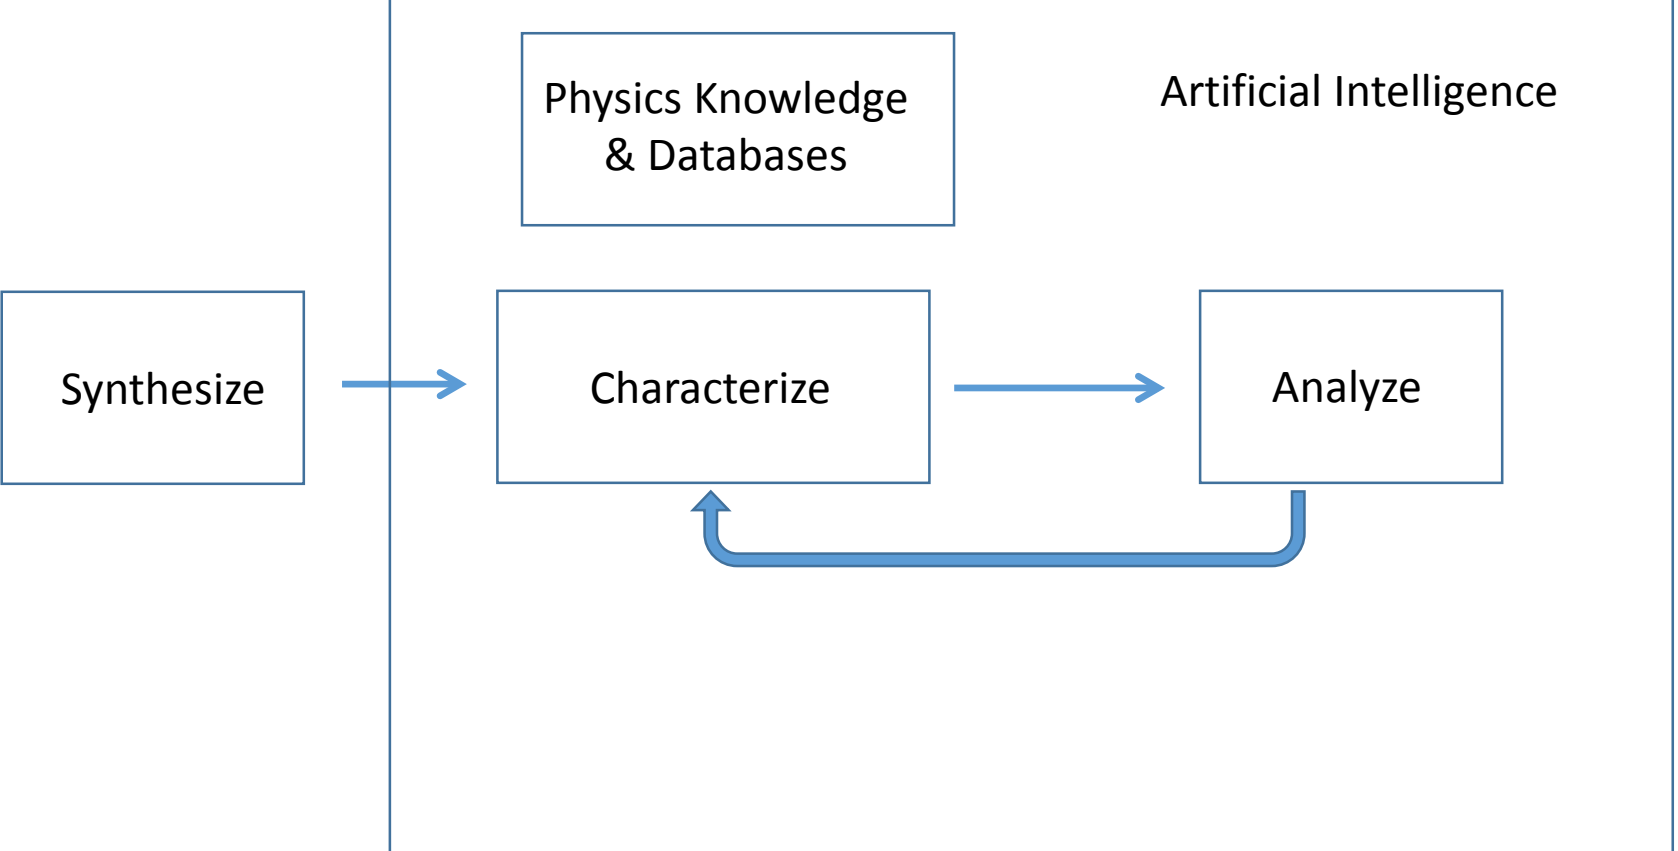 Physics Knowledge
& Databases
Artificial Intelligence
Synthesize
Characterize
Analyze